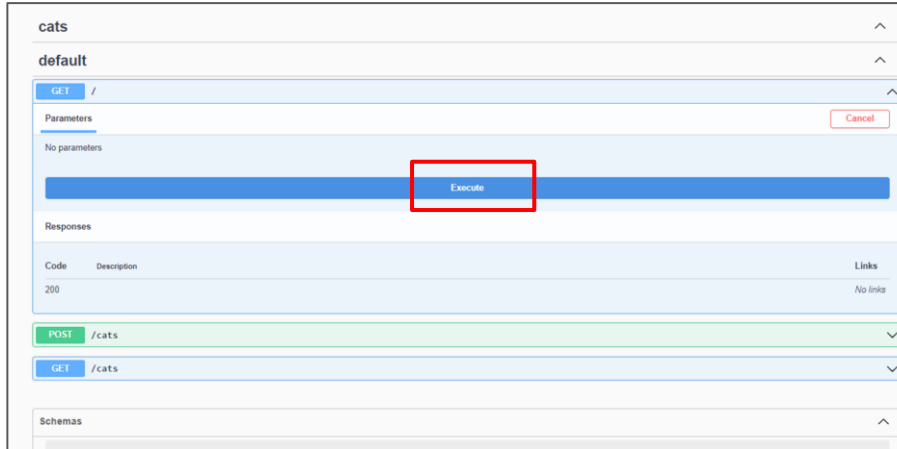 cats
default
GET /
Parameters Cancel
No parameters
Execute
Responses
Code Description Links
200 No links
POST /cats
GET /cats
Schemas